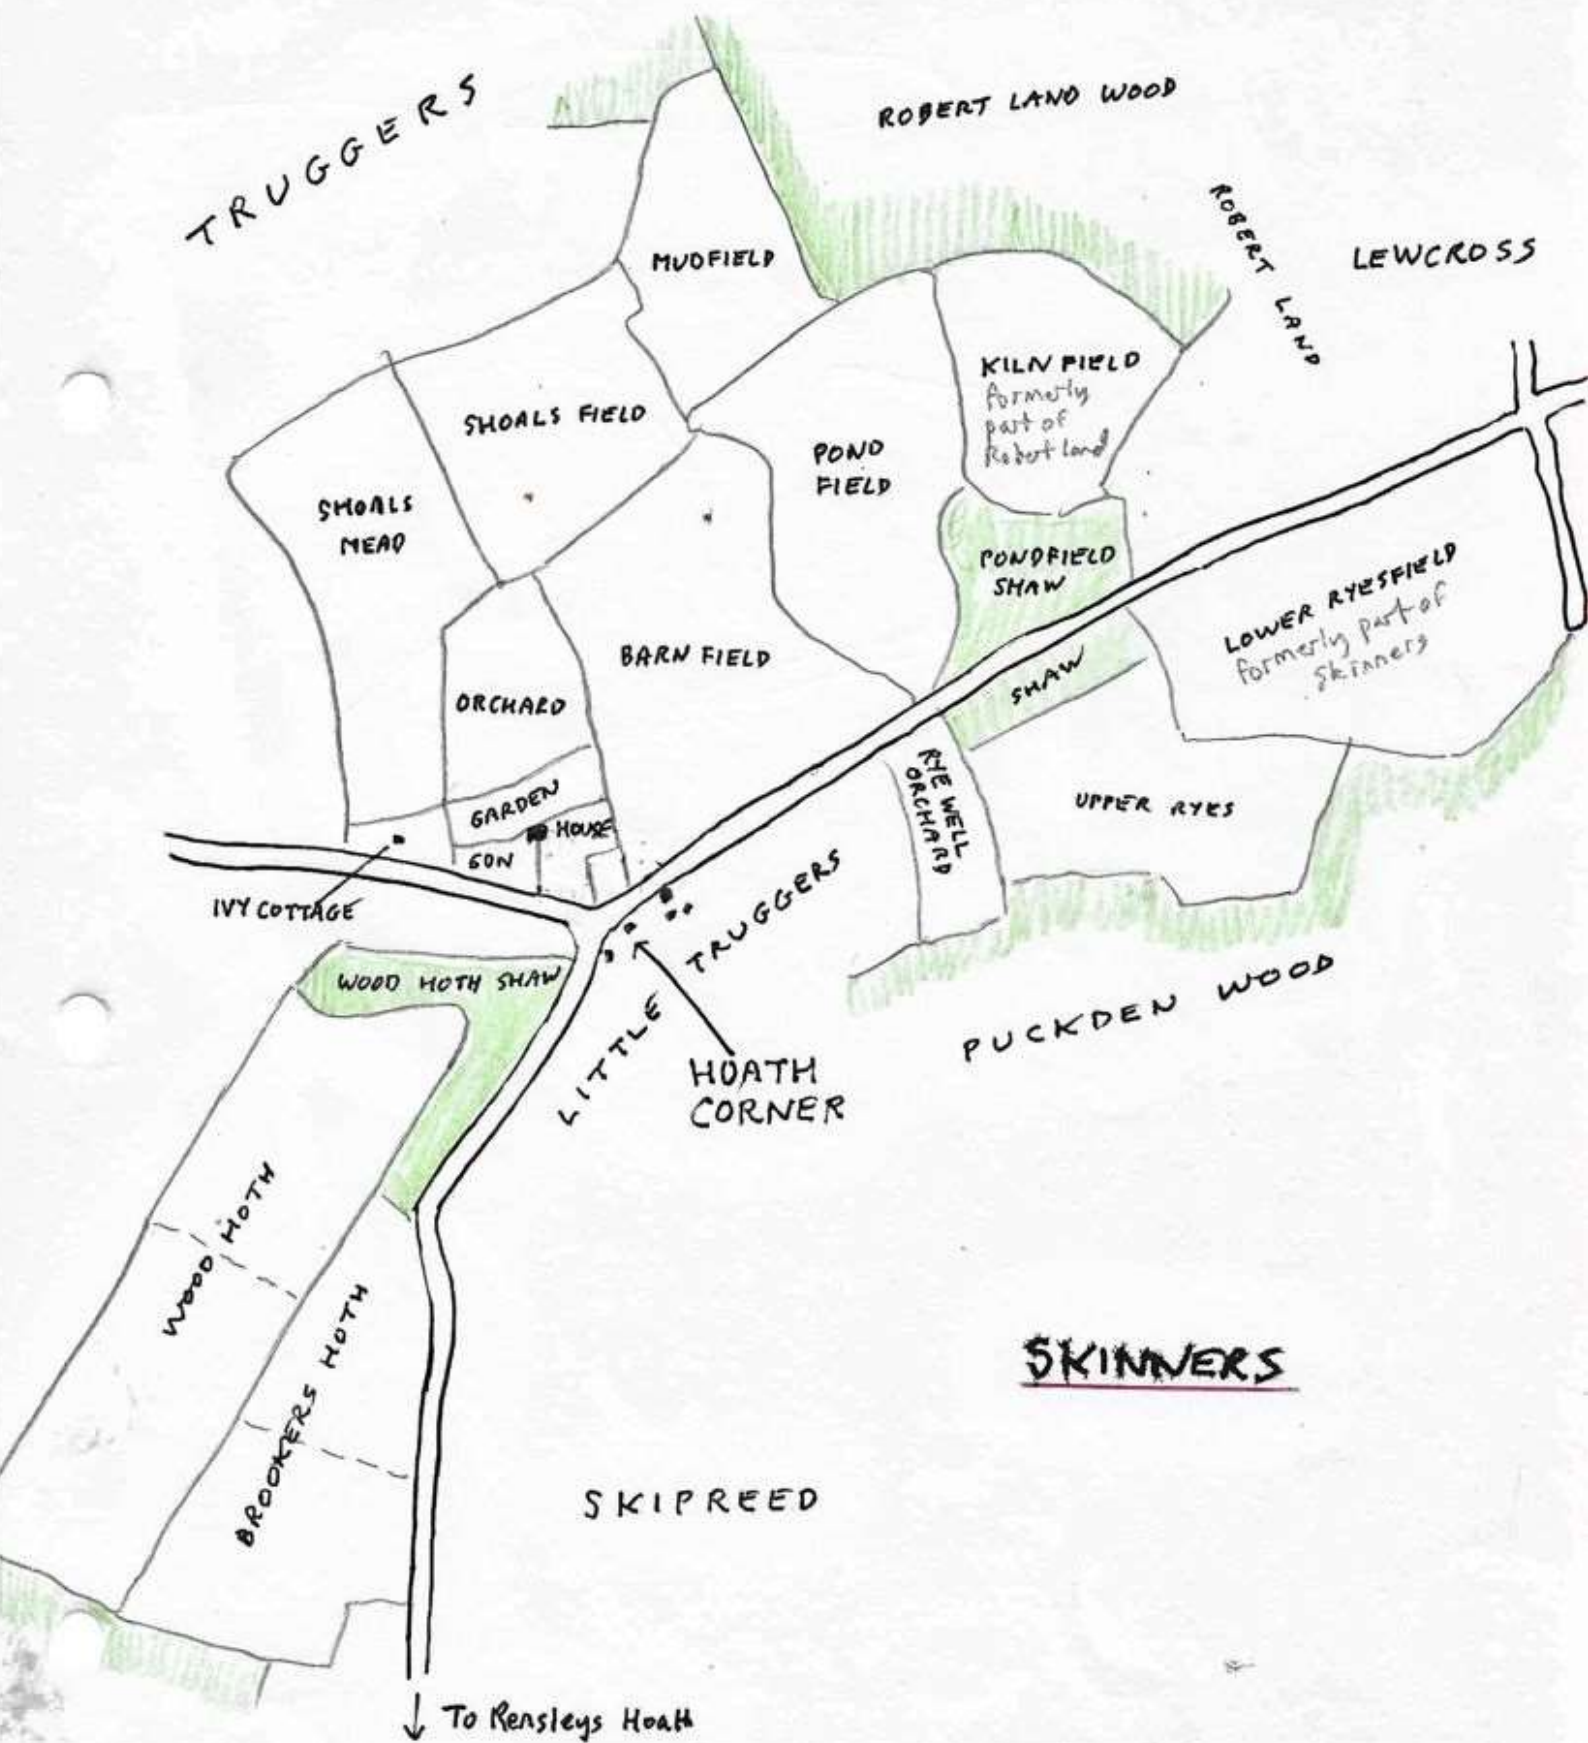 TRUGGERS
ROBERT LAND WOOD
ROBERT LAND
LEWCROSS
MUDFIELD
KILN FIELD
formerly
part of
Robertland
SHOALS FIELD
POND
FIELD
SHOALS
MEAD
PONDFIELD
SHAW
LOWER RYESFIELD
formerly part of
Skinners
BARN FIELD
SHAW
ORCHARD
RYE WELL
ORCHARD
UPPER RYES
GARDEN
HOUSE
GDN
IVY COTTAGE
LITTLE TRUGGERS
WOOD HOTH SHAW
PUCKDEN WOOD
HOATH
CORNER
WOOD HOTH
BROOKERS HOTH
SKINNERS
SKIPREED
To Rensleys Hoath